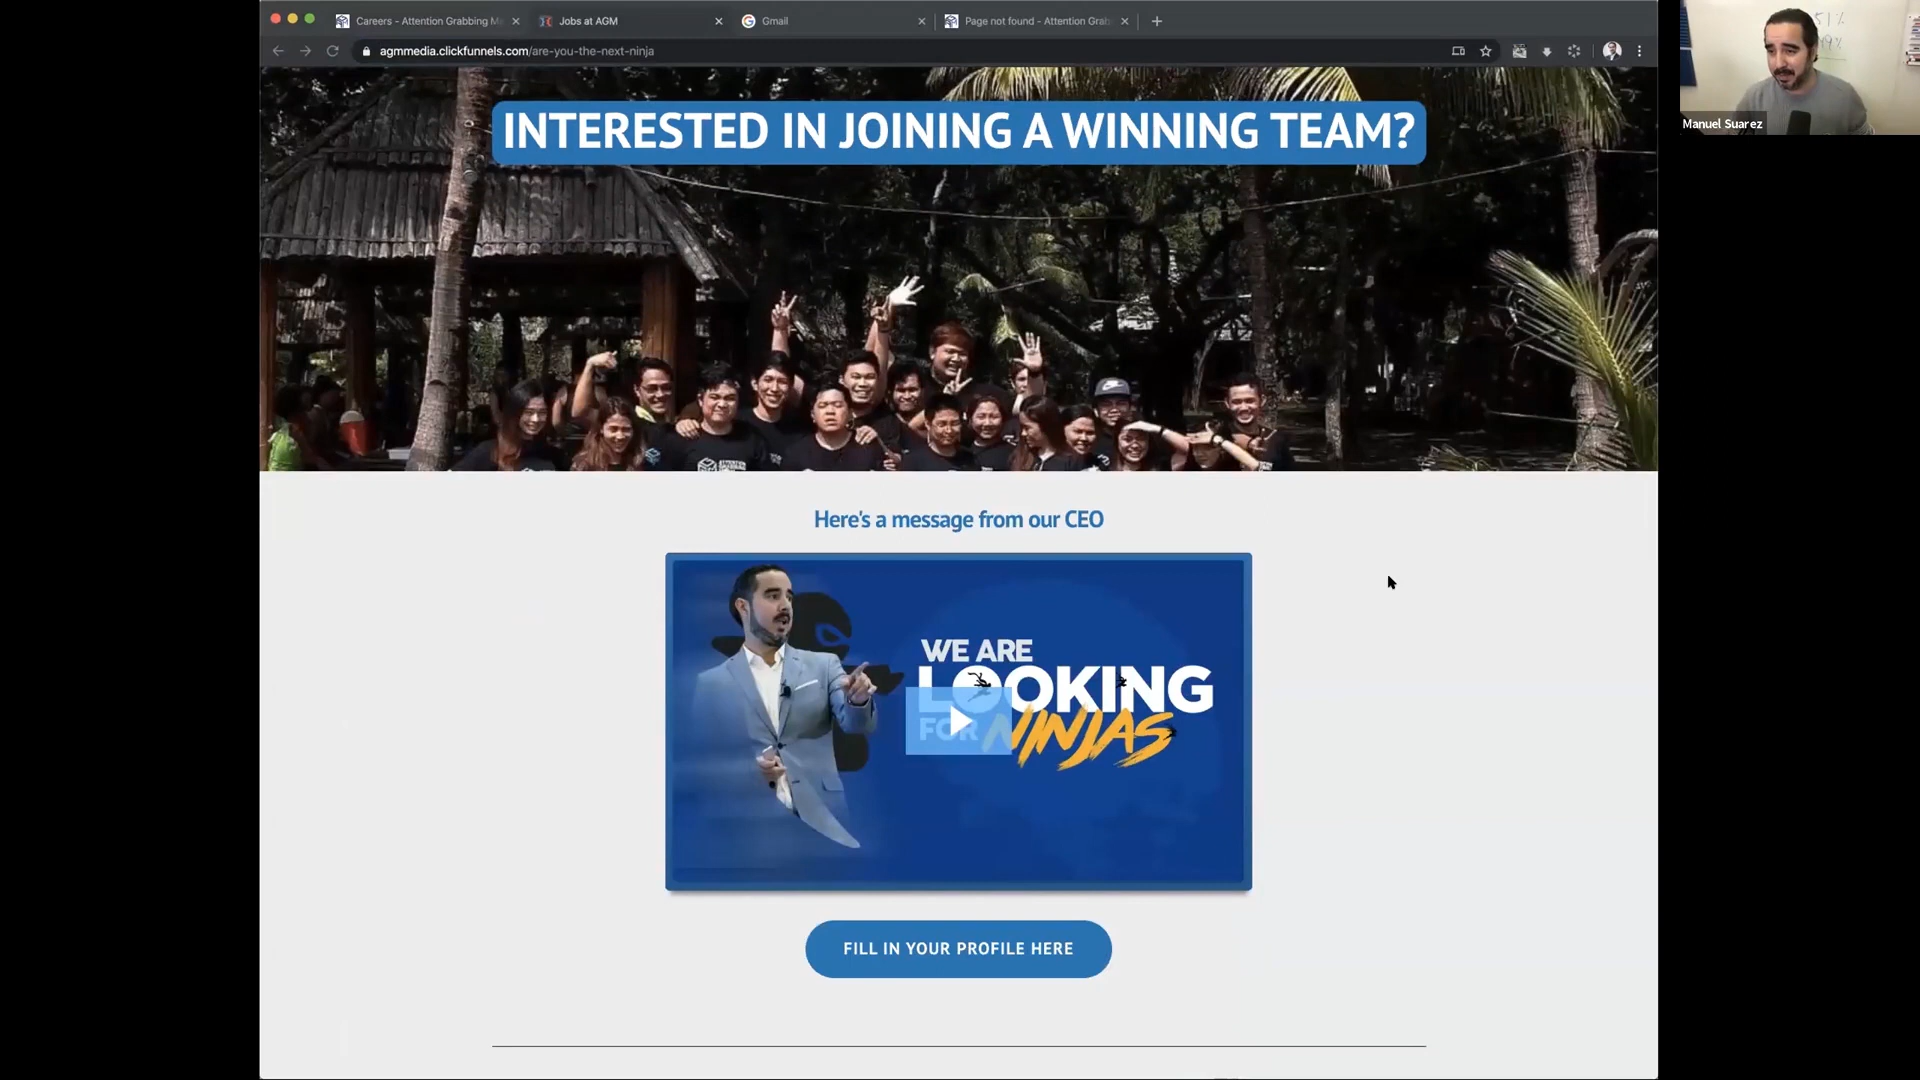 Careers - Attention Grabbing M
Jobs at AGM
Gmail
Page not found - Attention Grab
agmmedia.clickfunnels.com/are-you-the-next-ninja
51%
49%
Manuel Suarez
INTERESTED IN JOINING A WINNING TEAM?
Here's a message from our CEO
WE ARE
LOOKING
FOR NINJAS
FILL IN YOUR PROFILE HERE